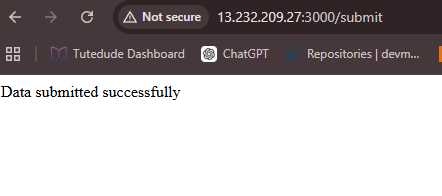 Not secure 13.232.209.27:3000/submit
Tutedude Dashboard ChatGPT Repositories | devm...
Data submitted successfully